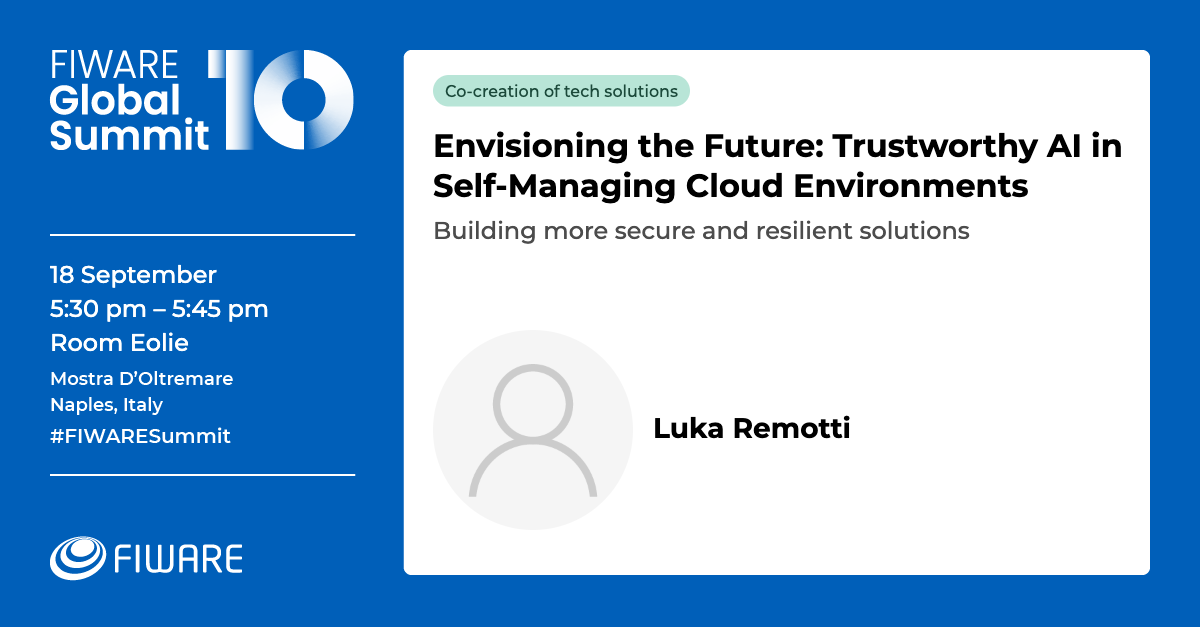 FIWARE
Global
Summit
10
18 September
5:30 pm – 5:45 pm
Room Eolie
Mostra D’Oltremare
Naples, Italy
#FIWARESummit
FIWARE
Co-creation of tech solutions
Envisioning the Future: Trustworthy AI in
Self-Managing Cloud Environments
Building more secure and resilient solutions
Luka Remotti